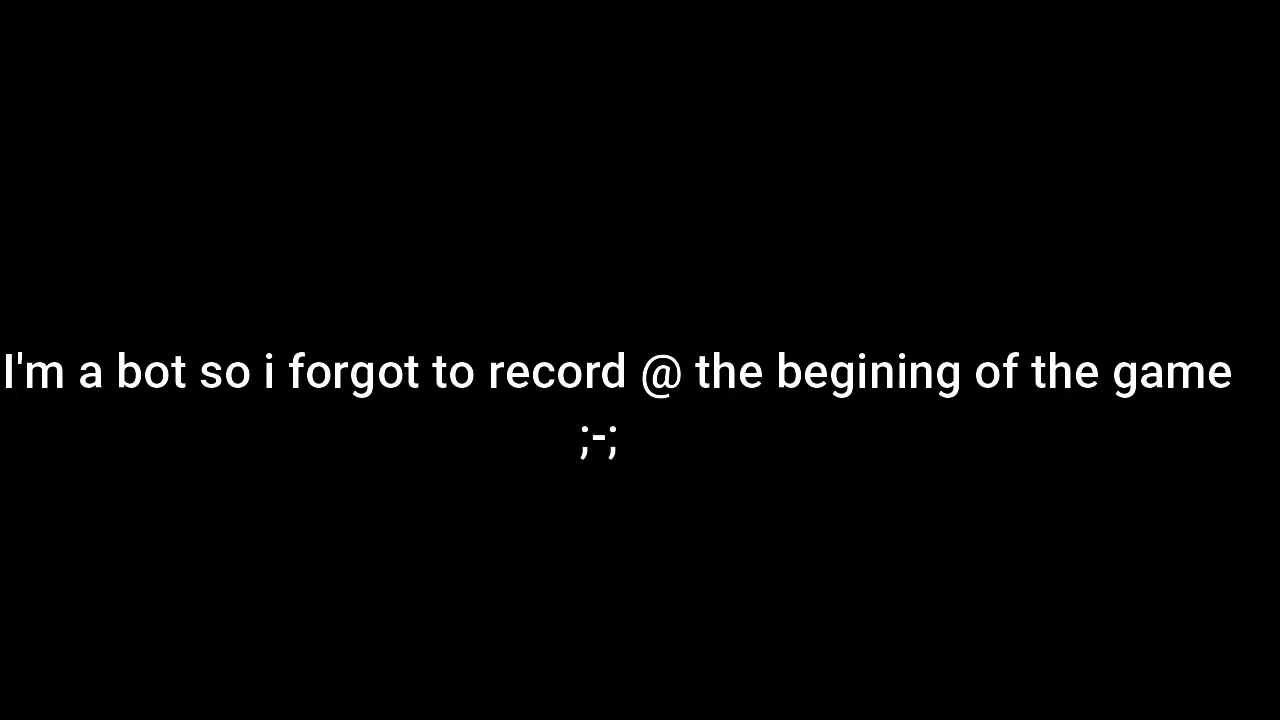 I'm a bot so i forgot to record @ the begining of the game
;-;